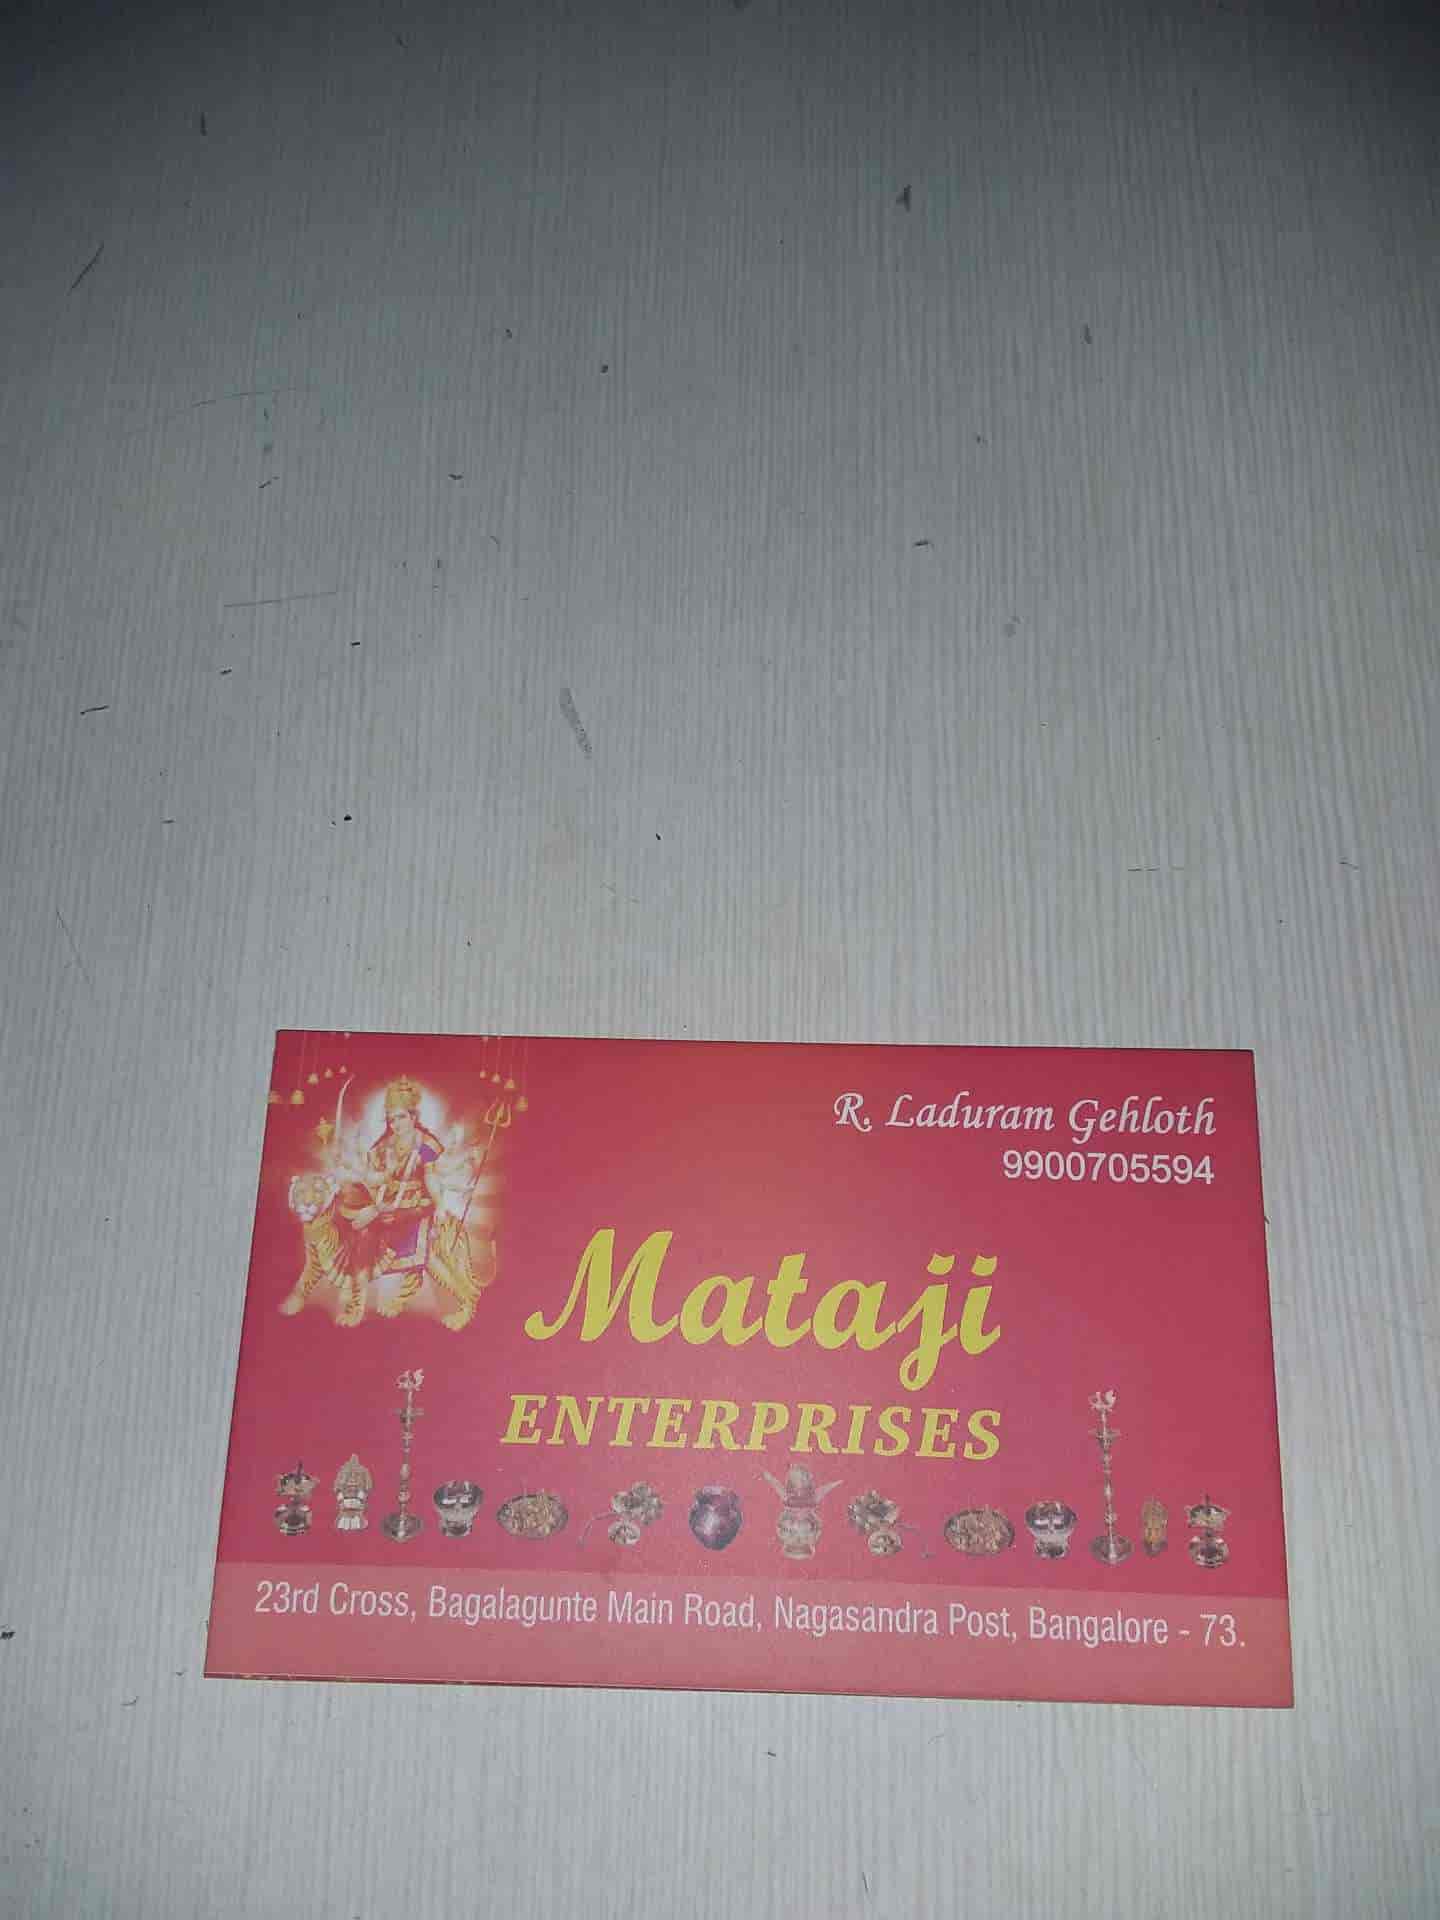 R. Laduram Gehloth
9900705594
Mataji
ENTERPRISES
23rd Cross, Bagalagunte Main Road, Nagasandra Post, Bangalore - 73.